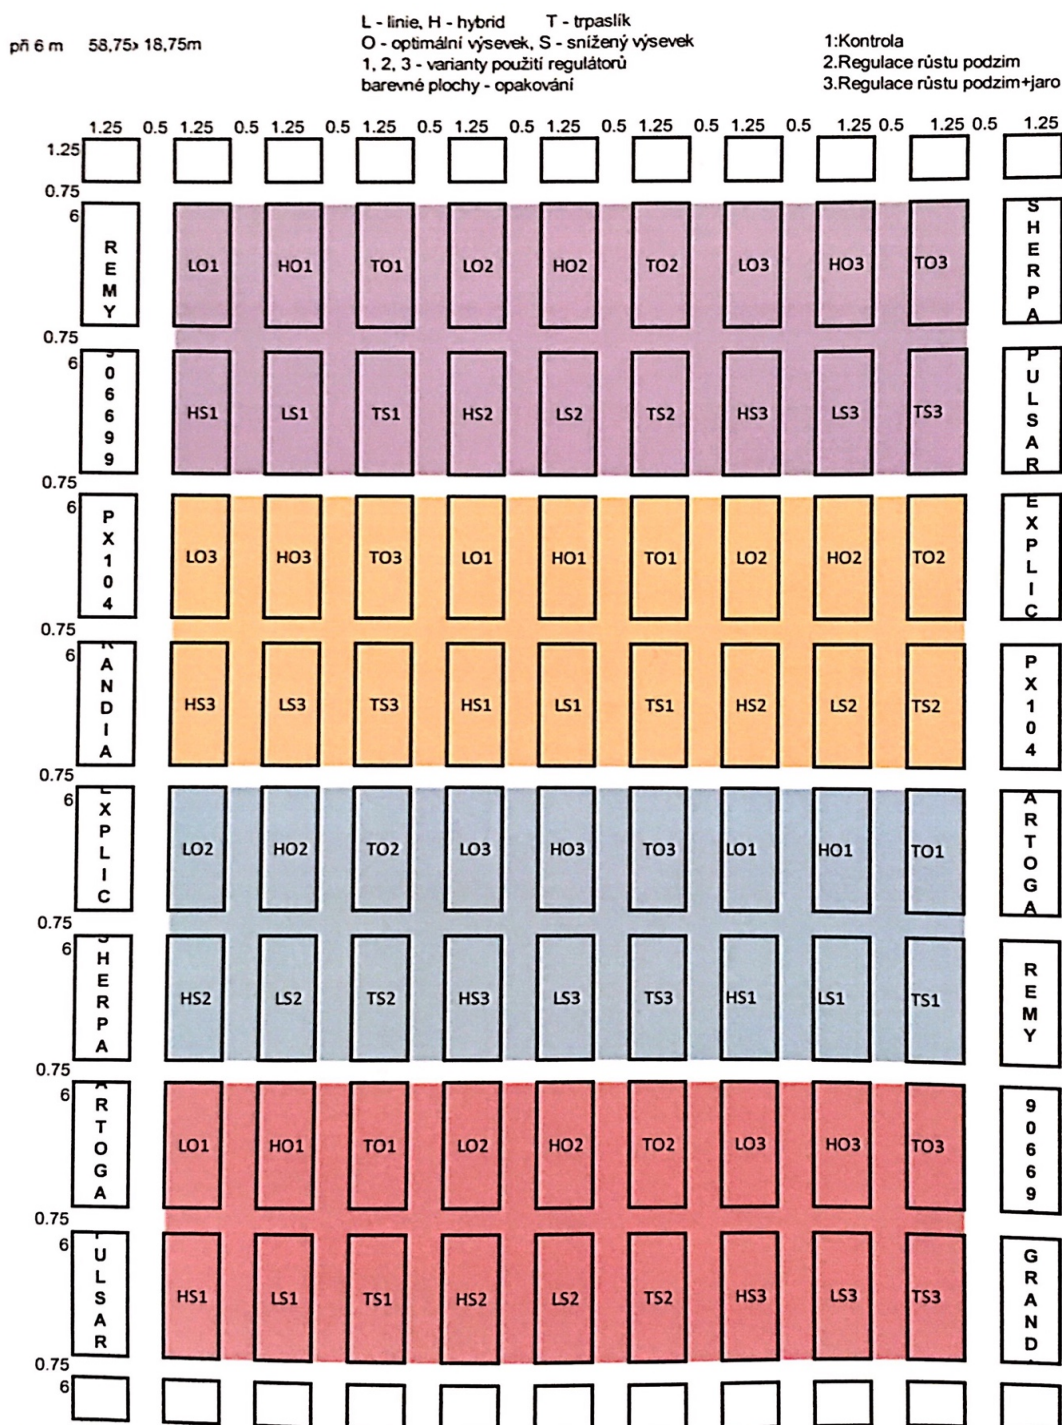 L - linie, H - hybrid T - trpaslík
při 6 m 58,75x 18,75m O - optimální výsevek, S - snížený výsevek 1:Kontrola
1, 2, 3 - varianty použití regulátorů 2.Regulace růstu podzim
barevné plochy - opakování 3.Regulace růstu podzim+jaro
1.25 0.5 1.25 0.5 1.25 0.5 1.25 0.5 1.25 0.5 1.25 0.5 1.25 0.5 1.25 0.5 1.25 0.5 1.25 0.5 1.25
1.25
0.75
6
REMY LO1 HO1 TO1 LO2 HO2 TO2 LO3 HO3 TO3 SHERPA
0.75
6
90669 HS1 LS1 TS1 HS2 LS2 TS2 HS3 LS3 TS3 PULSAR
0.75
6
PX104 LO3 HO3 TO3 LO1 HO1 TO1 LO2 HO2 TO2 EXPLIC
0.75
6
RANDIA HS3 LS3 TS3 HS1 LS1 TS1 HS2 LS2 TS2 PX104
0.75
6
EXPLIC LO2 HO2 TO2 LO3 HO3 TO3 LO1 HO1 TO1 ARTOGA
0.75
6
SHERPA HS2 LS2 TS2 HS3 LS3 TS3 HS1 LS1 TS1 REMY
0.75
6
ARTOGA LO1 HO1 TO1 LO2 HO2 TO2 LO3 HO3 TO3 90669
0.75
6
PULSAR HS1 LS1 TS1 HS2 LS2 TS2 HS3 LS3 TS3 GRAND
0.75
6